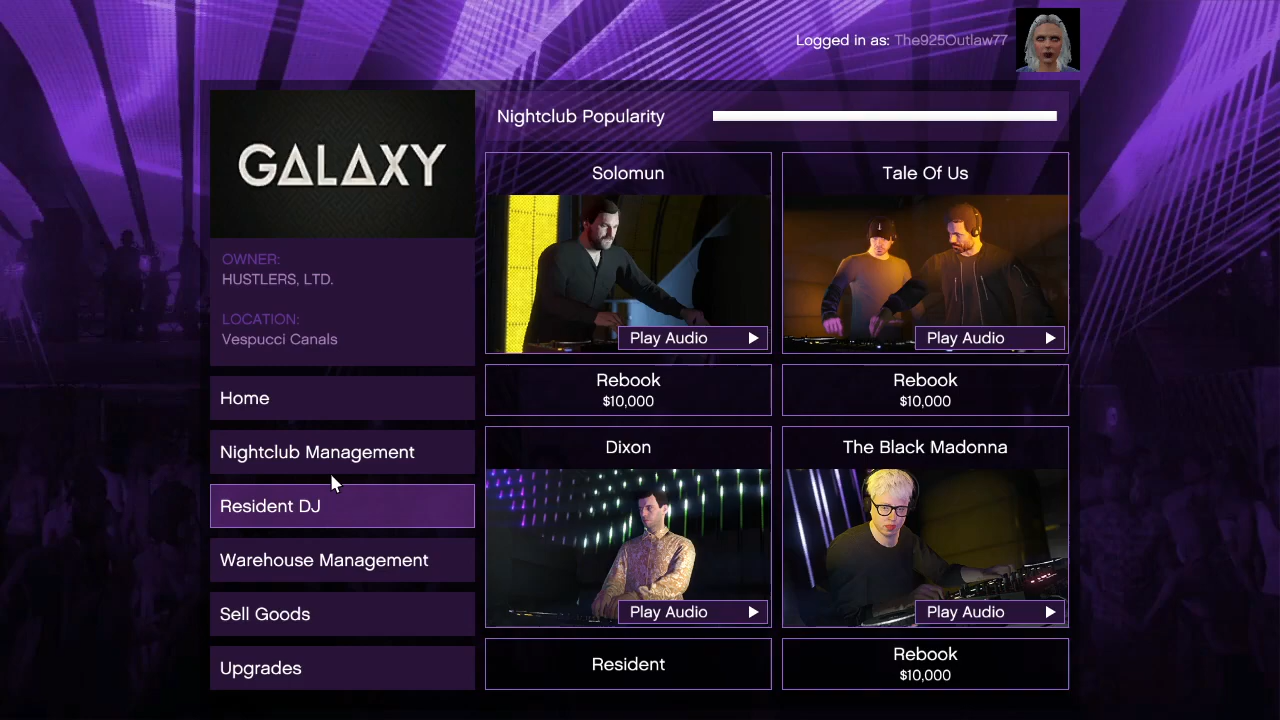 Logged in as: The925Outlaw77
GALAXY
OWNER:
HUSTLERS, LTD.
LOCATION:
Vespucci Canals
Home
Nightclub Management
Resident DJ
Warehouse Management
Sell Goods
Upgrades
Nightclub Popularity
Solomun
Play Audio
Rebook
$10,000
Tale Of Us
Play Audio
Rebook
$10,000
Dixon
Play Audio
Resident
The Black Madonna
Play Audio
Rebook
$10,000